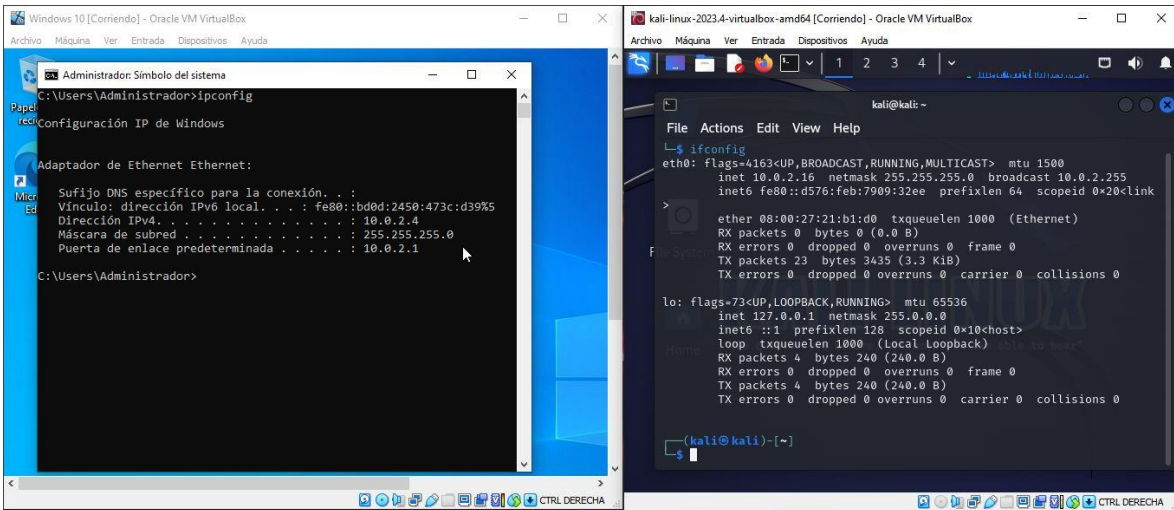 Windows 10 [Corriendo] - Oracle VM VirtualBox
Archivo Máquina Ver Entrada Dispositivos Ayuda
Administrador: Símbolo del sistema
C:\Users\Administrador>ipconfig
Configuración IP de Windows
Adaptador de Ethernet Ethernet:
Sufijo DNS específico para la conexión. . :
Vínculo: dirección IPv6 local. . . : fe80::bd0d:2450:473c:d39%5
Dirección IPv4. . . . . . . . . . . . . . : 10.0.2.4
Máscara de subred . . . . . . . . . . . . : 255.255.255.0
Puerta de enlace predeterminada . . . . . : 10.0.2.1
C:\Users\Administrador>
CTRL DERECHA
kali-linux-2023.4-virtualbox-amd64 [Corriendo] - Oracle VM VirtualBox
Archivo Máquina Ver Entrada Dispositivos Ayuda
1 2 3 4
kali@kali: ~
File Actions Edit View Help
└─$ ifconfig
eth0: flags=4163<UP,BROADCAST,RUNNING,MULTICAST> mtu 1500
inet 10.0.2.16 netmask 255.255.255.0 broadcast 10.0.2.255
inet6 fe80::d576:feb:7909:32ee prefixlen 64 scopeid 0×20<link
>
ether 08:00:27:21:b1:d0 txqueuelen 1000 (Ethernet)
RX packets 0 bytes 0 (0.0 B)
RX errors 0 dropped 0 overruns 0 frame 0
TX packets 23 bytes 3435 (3.3 KiB)
TX errors 0 dropped 0 overruns 0 carrier 0 collisions 0
lo: flags=73<UP,LOOPBACK,RUNNING> mtu 65536
inet 127.0.0.1 netmask 255.0.0.0
inet6 ::1 prefixlen 128 scopeid 0×10<host>
loop txqueuelen 1000 (Local Loopback)
RX packets 4 bytes 240 (240.0 B)
RX errors 0 dropped 0 overruns 0 frame 0
TX packets 4 bytes 240 (240.0 B)
TX errors 0 dropped 0 overruns 0 carrier 0 collisions 0
┌──(kali㉿kali)-[~]
└─$
File System
Home
CTRL DERECHA